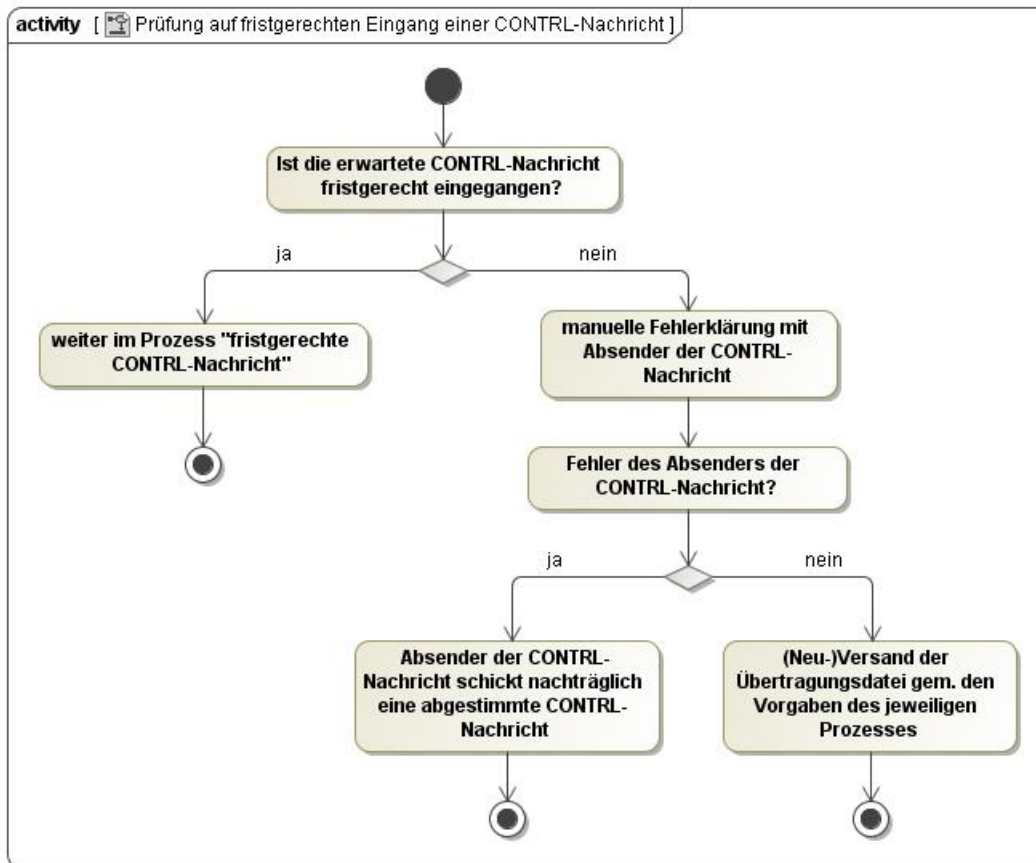 activity [ Prüfung auf fristgerechten Eingang einer CONTRL-Nachricht ]
Ist die erwartete CONTRL-Nachricht
fristgerecht eingegangen?
ja
nein
weiter im Prozess "fristgerechte
CONTRL-Nachricht"
manuelle Fehlerklärung mit
Absender der CONTRL-
Nachricht
Fehler des Absenders der
CONTRL-Nachricht?
ja
nein
Absender der CONTRL-
Nachricht schickt nachträglich
eine abgestimmte CONTRL-
Nachricht
(Neu-)Versand der
Übertragungsdatei gem. den
Vorgaben des jeweiligen
Prozesses